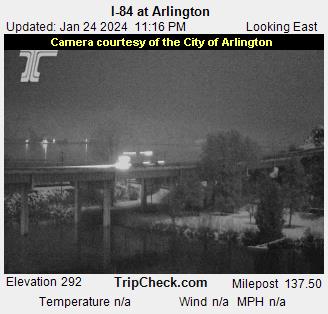 I-84 at Arlington
Updated: Jan 24 2024 11:16 PM Looking East
Camera courtesy of the City of Arlington
Elevation 292 TripCheck.com Milepost 137.50
Temperature n/a Wind n/a MPH n/a